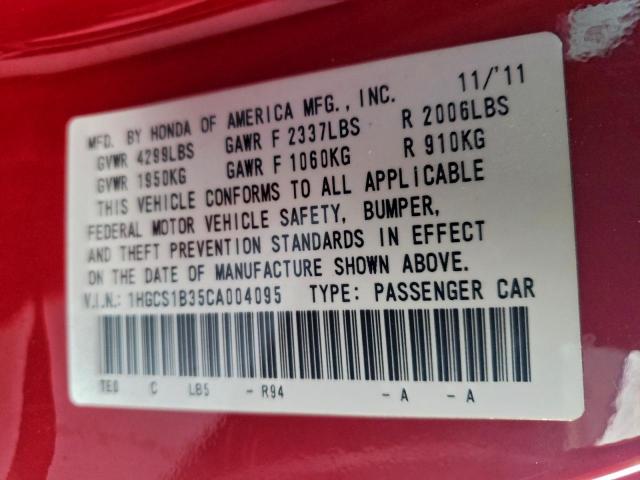 MFD. BY HONDA OF AMERICA MFG., INC. 11/'11
GVWR 4299LBS GAWR F 2337LBS R 2006LBS
GVWR 1950KG GAWR F 1060KG R 910KG
THIS VEHICLE CONFORMS TO ALL APPLICABLE
FEDERAL MOTOR VEHICLE SAFETY, BUMPER,
AND THEFT PREVENTION STANDARDS IN EFFECT
ON THE DATE OF MANUFACTURE SHOWN ABOVE.
V.I.N.: 1HGCS1B35CA004095 TYPE: PASSENGER CAR
TE0 C LB5 - R94 - A - A